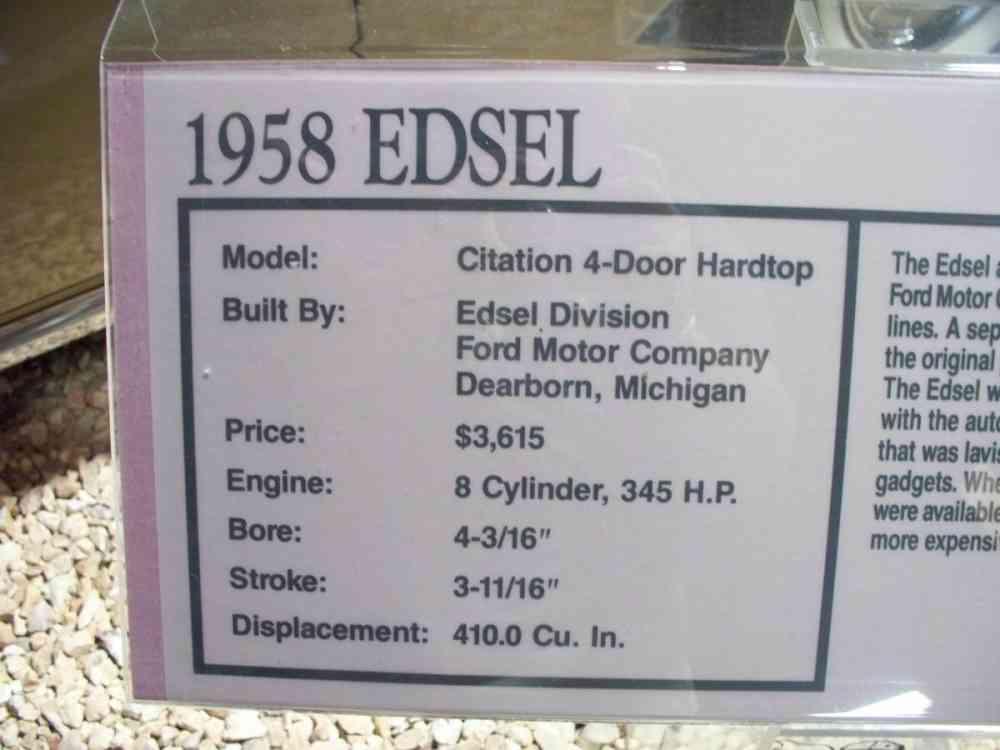 1958 EDSEL
Model: Citation 4-Door Hardtop
Built By: Edsel Division
Ford Motor Company
Dearborn, Michigan
Price: $3,615
Engine: 8 Cylinder, 345 H.P.
Bore: 4-3/16"
Stroke: 3-11/16"
Displacement: 410.0 Cu. In.
The Edsel
Ford Motor
lines. A
the original
The Edsel
with the
that was
gadgets.
were available
more